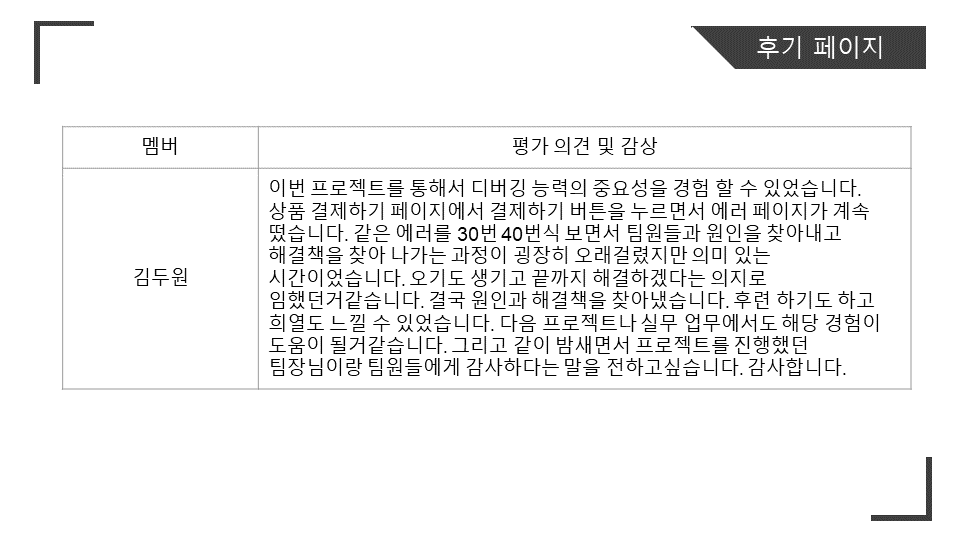 후기 페이지
멤버
평가 의견 및 감상
김두원
이번 프로젝트를 통해서 디버깅 능력의 중요성을 경험 할 수 있었습니다.
상품 결제하기 페이지에서 결제하기 버튼을 누르면서 에러 페이지가 계속
떴습니다. 같은 에러를 30번 40번식 보면서 팀원들과 원인을 찾아내고
해결책을 찾아 나가는 과정이 굉장히 오래걸렸지만 의미 있는
시간이었습니다. 오기도 생기고 끝까지 해결하겠다는 의지로
임했던거같습니다. 결국 원인과 해결책을 찾아냈습니다. 후련 하기도 하고
희열도 느낄 수 있었습니다. 다음 프로젝트나 실무 업무에서도 해당 경험이
도움이 될거같습니다. 그리고 같이 밤새면서 프로젝트를 진행했던
팀장님이랑 팀원들에게 감사하다는 말을 전하고싶습니다. 감사합니다.